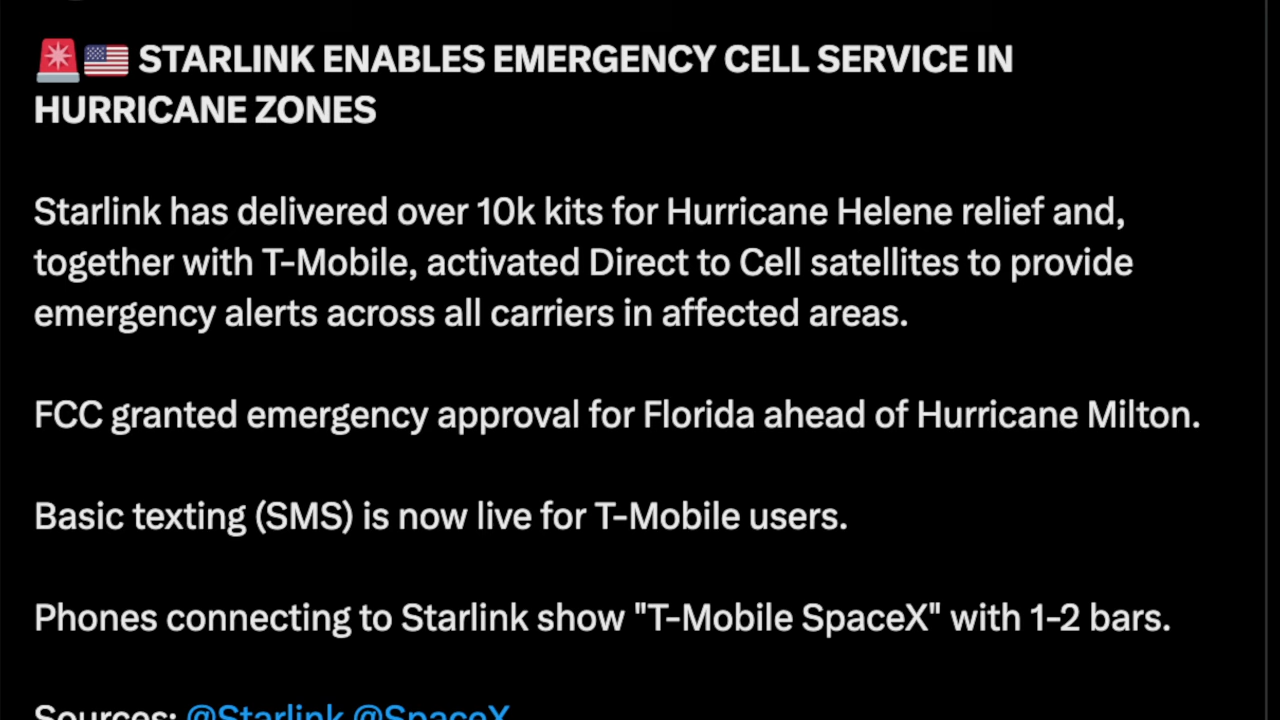 🚨🇺🇸 STARLINK ENABLES EMERGENCY CELL SERVICE IN
HURRICANE ZONES
Starlink has delivered over 10k kits for Hurricane Helene relief and,
together with T-Mobile, activated Direct to Cell satellites to provide
emergency alerts across all carriers in affected areas.
FCC granted emergency approval for Florida ahead of Hurricane Milton.
Basic texting (SMS) is now live for T-Mobile users.
Phones connecting to Starlink show "T-Mobile SpaceX" with 1-2 bars.
Sources: @Starlink @SpaceX